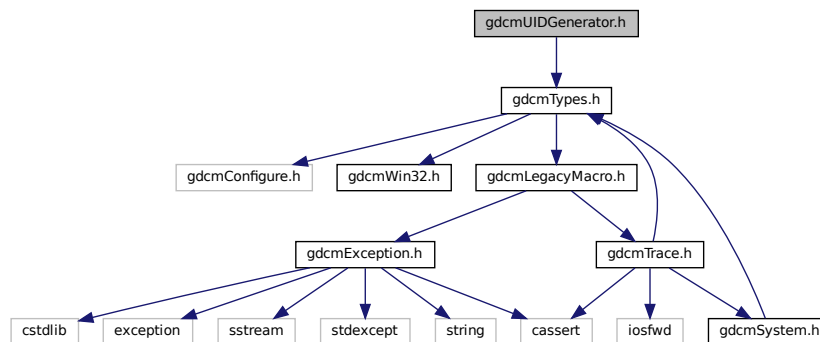 gdcmUIDGenerator.h
gdcmTypes.h
gdcmConfigure.h
gdcmWin32.h
gdcmLegacyMacro.h
gdcmException.h
gdcmTrace.h
cstdlib
exception
sstream
stdexcept
string
cassert
iosfwd
gdcmSystem.h